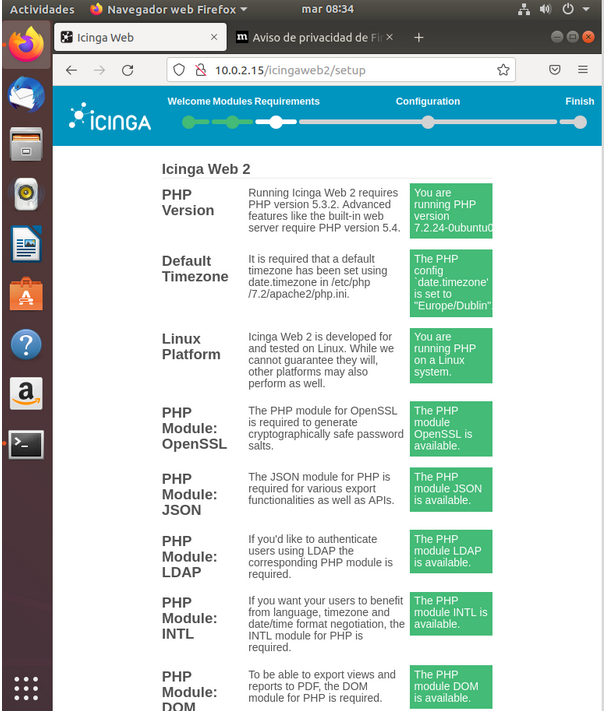 Actividades Navegador web Firefox mar 08:34
Icinga Web
Aviso de privacidad de Fi
10.0.2.15/icingaweb2/setup
ICINGA
Welcome Modules Requirements Configuration Finish
Icinga Web 2
PHP
Version
Running Icinga Web 2 requires
PHP version 5.3.2. Advanced
features like the built-in web
server require PHP version 5.4.
You are
running PHP
version
7.2.24-0ubuntu0
Default
Timezone
It is required that a default
timezone has been set using
date.timezone in /etc/php
/7.2/apache2/php.ini.
The PHP
config
`date.timezone'
is set to
"Europe/Dublin"
Linux
Platform
Icinga Web 2 is developed for
and tested on Linux. While we
cannot guarantee they will,
other platforms may also
perform as well.
You are
running PHP
on a Linux
system.
PHP
Module:
OpenSSL
The PHP module for OpenSSL
is required to generate
cryptographically safe password
salts.
The PHP
module
OpenSSL is
available.
PHP
Module:
JSON
The JSON module for PHP is
required for various export
functionalities as well as APIs.
The PHP
module JSON
is available.
PHP
Module:
LDAP
If you'd like to authenticate
users using LDAP the
corresponding PHP module is
required.
The PHP
module LDAP
is available.
PHP
Module:
INTL
If you want your users to benefit
from language, timezone and
date/time format negotiation, the
INTL module for PHP is
required.
The PHP
module INTL is
available.
PHP
Module:
DOM
To be able to export views and
reports to PDF, the DOM
module for PHP is required.
The PHP
module DOM
is available.